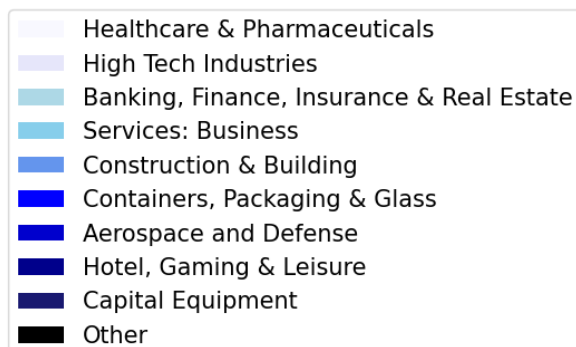 Healthcare & Pharmaceuticals
High Tech Industries
Banking, Finance, Insurance & Real Estate
Services: Business
Construction & Building
Containers, Packaging & Glass
Aerospace and Defense
Hotel, Gaming & Leisure
Capital Equipment
Other